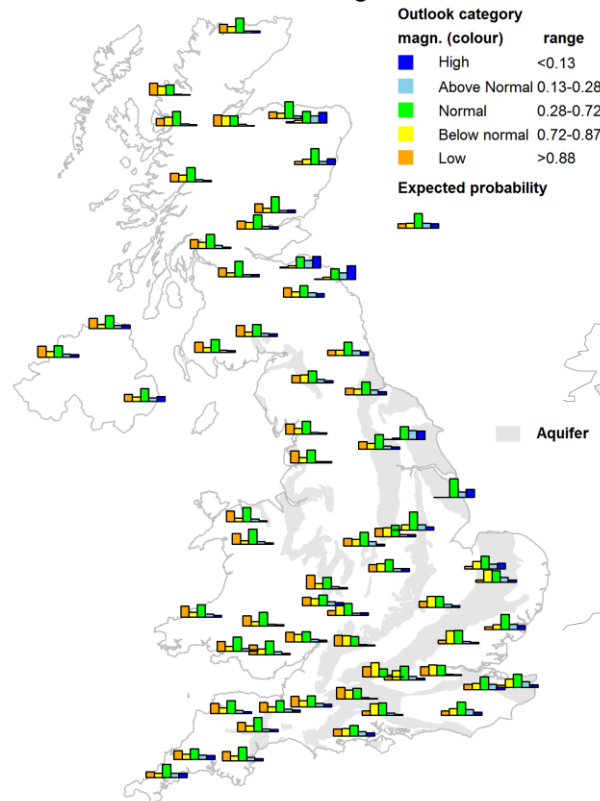 Outlook category
magn. (colour) range
High <0.13
Above Normal 0.13-0.28
Normal 0.28-0.72
Below normal 0.72-0.87
Low >0.88
Expected probability
Aquifer